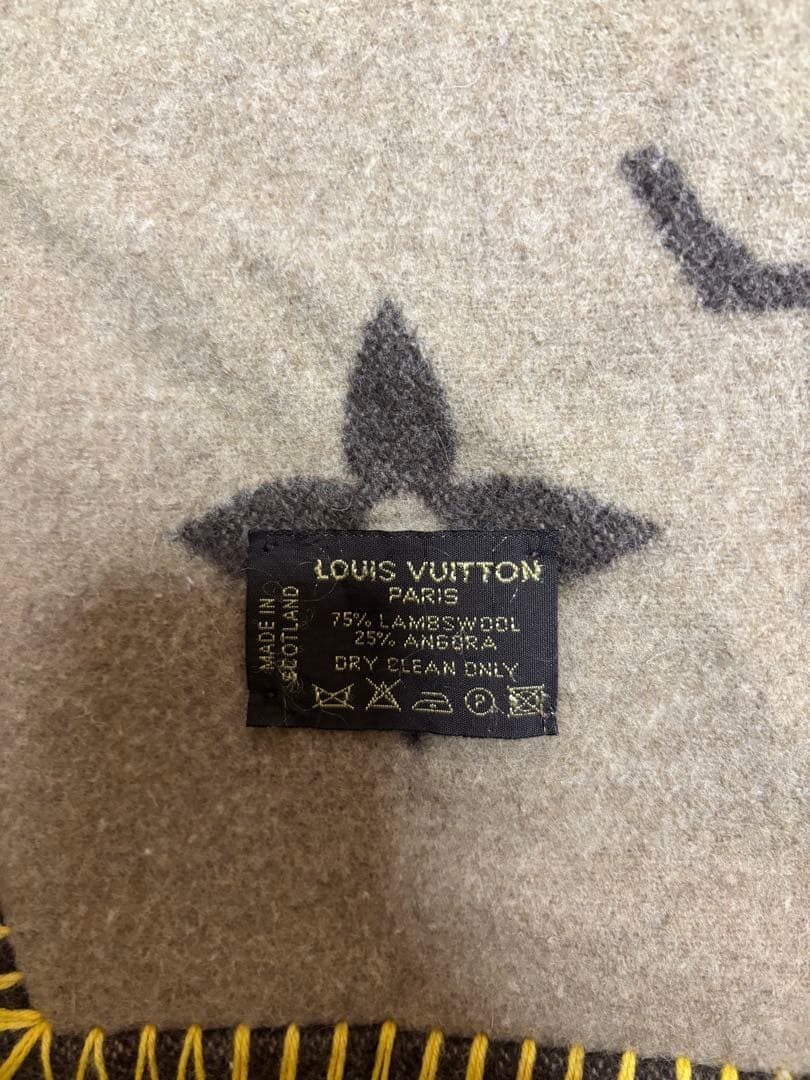 LOUIS VUITTON
PARIS
75% LAMBSWOOL
25% ANGORA
DRY CLEAN ONLY
P
MADE IN
SCOTLAND